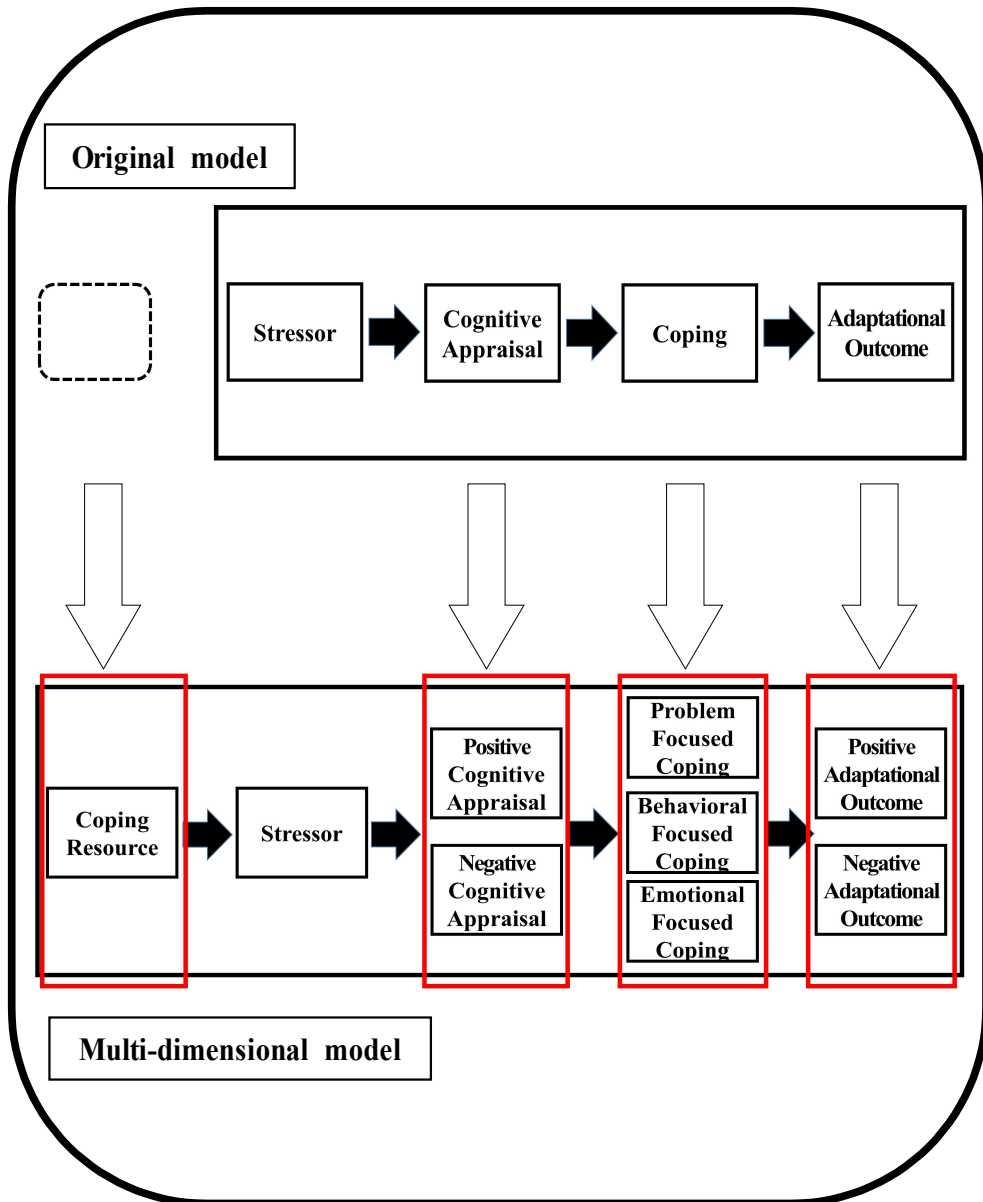 Original model
Stressor
Cognitive
Appraisal
Coping
Adaptational
Outcome
Coping
Resource
Stressor
Positive
Cognitive
Appraisal
Negative
Cognitive
Appraisal
Problem
Focused
Coping
Behavioral
Focused
Coping
Emotional
Focused
Coping
Positive
Adaptational
Outcome
Negative
Adaptational
Outcome
Multi-dimensional model